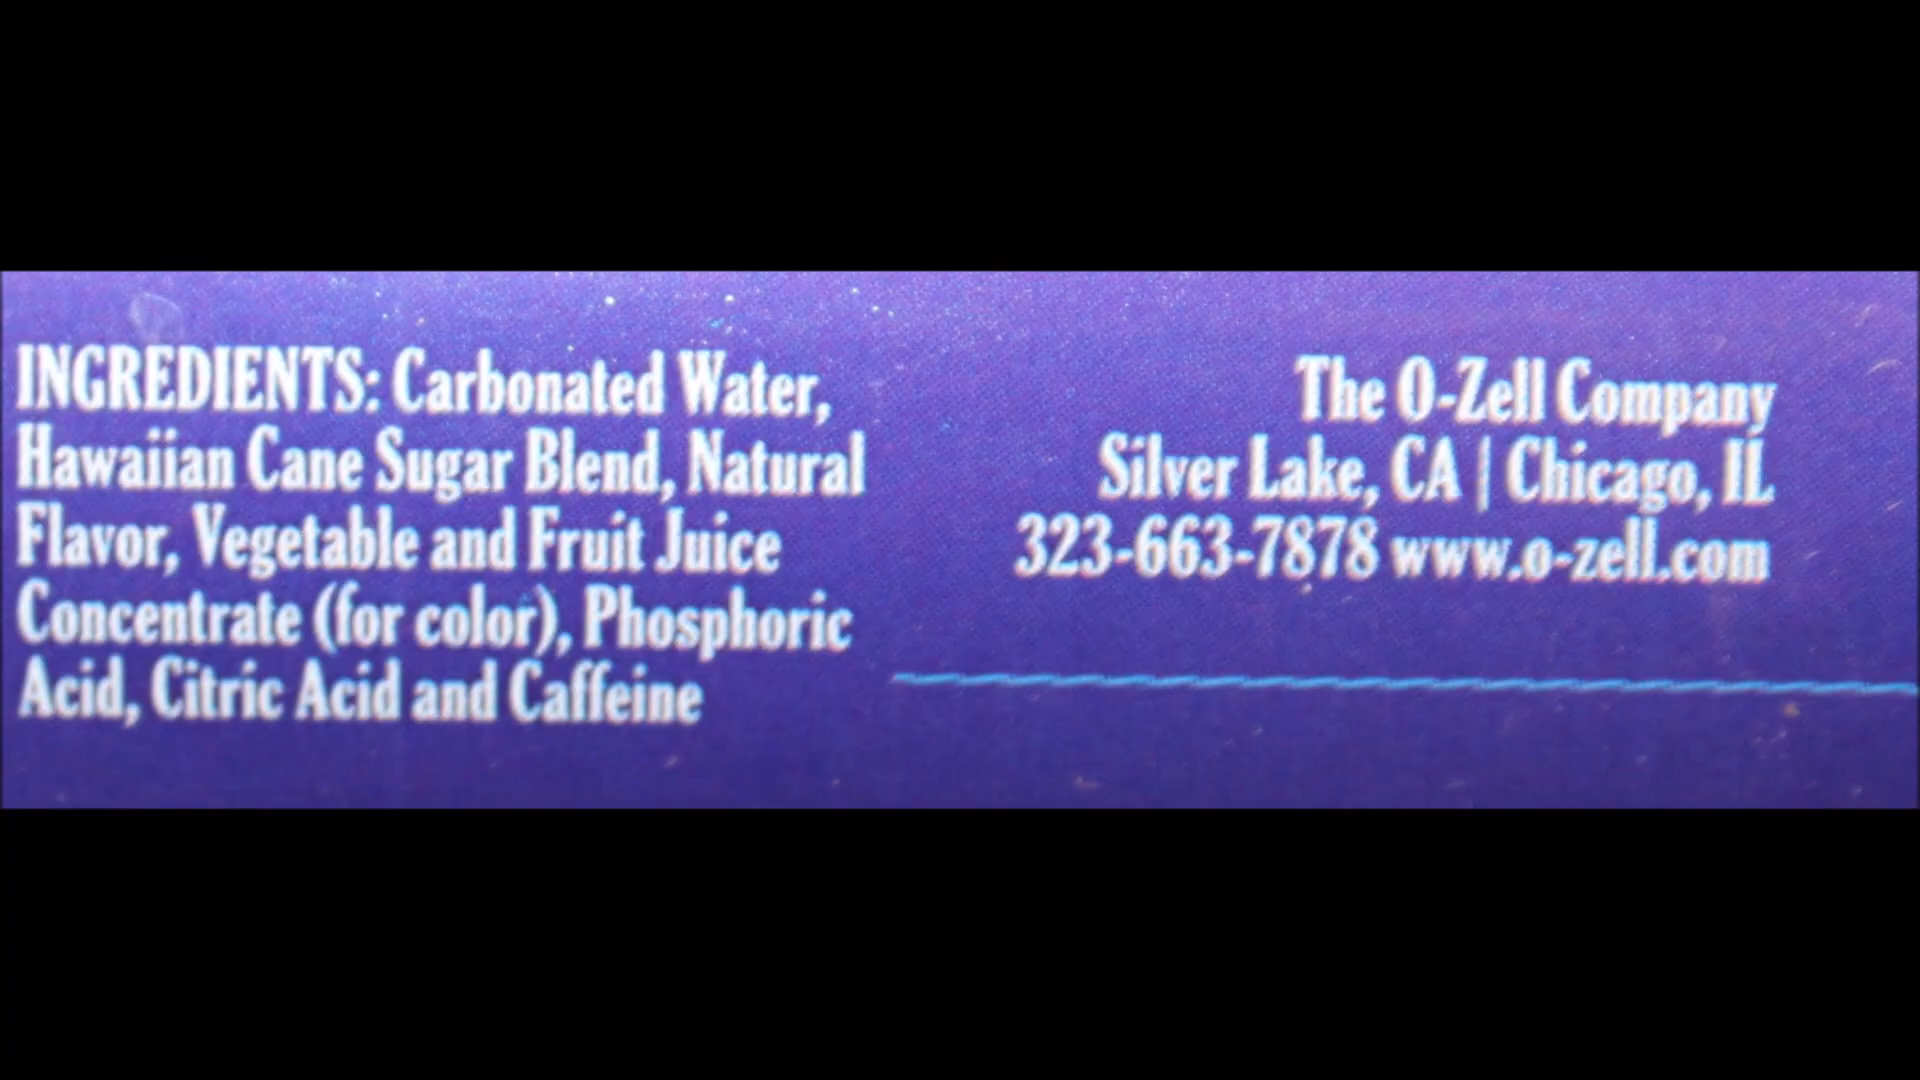 INGREDIENTS: Carbonated Water,
Hawaiian Cane Sugar Blend, Natural
Flavor, Vegetable and Fruit Juice
Concentrate (for color), Phosphoric
Acid, Citric Acid and Caffeine
The O-Zell Company
Silver Lake, CA | Chicago, IL
323-663-7878 www.o-zell.com